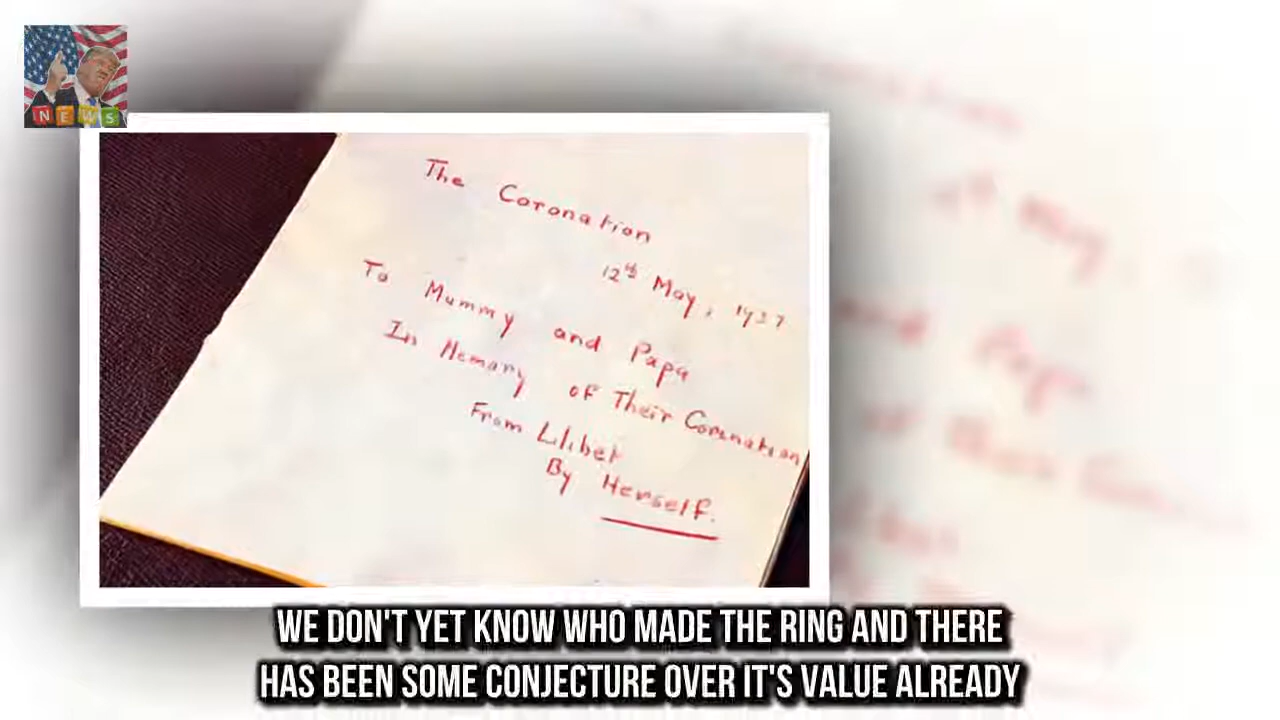 NEWS
The Coronation
12th May, 1937
To Mummy and Papa
In Memory of Their Coronation
From Lilibet
By Herself.
WE DON'T YET KNOW WHO MADE THE RING AND THERE
HAS BEEN SOME CONJECTURE OVER IT'S VALUE ALREADY